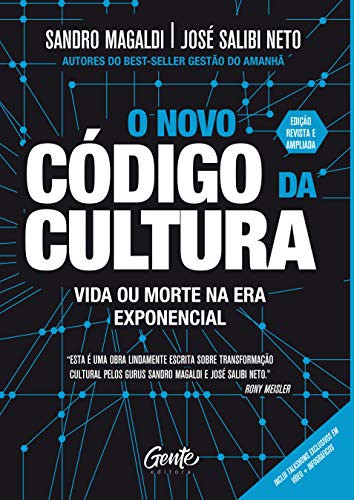 SANDRO MAGALDI | JOSÉ SALIBI NETO
AUTORES DO BEST-SELLER GESTÃO DO AMANHÃ
O NOVO
CÓDIGO DA
CULTURA
EDIÇÃO
REVISTA E
AMPLIADA
VIDA OU MORTE NA ERA
EXPONENCIAL
"ESTA É UMA OBRA LINDAMENTE ESCRITA SOBRE TRANSFORMAÇÃO
CULTURAL PELOS GURUS SANDRO MAGALDI E JOSÉ SALIBI NETO."
RONY MEISLER
INCLUI TALKSHOWS EXCLUSIVOS EM
VÍDEO + INFOGRÁFICOS
Gente
editora